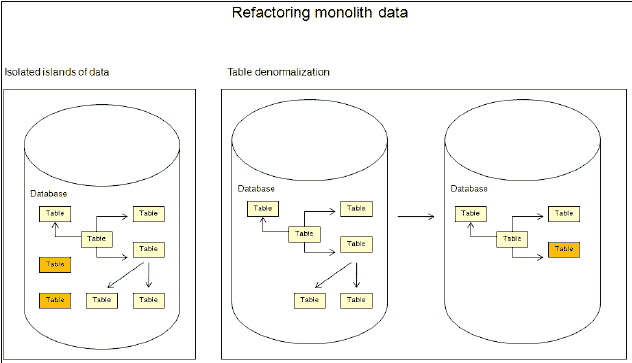 Refactoring monolith data
Isolated islands of data
Table denormalization
Database
Table
Table
Table
Table
Table
Table
Table
Table
Database
Table
Table
Table
Table
Table
Table
Database
Table
Table
Table
Table